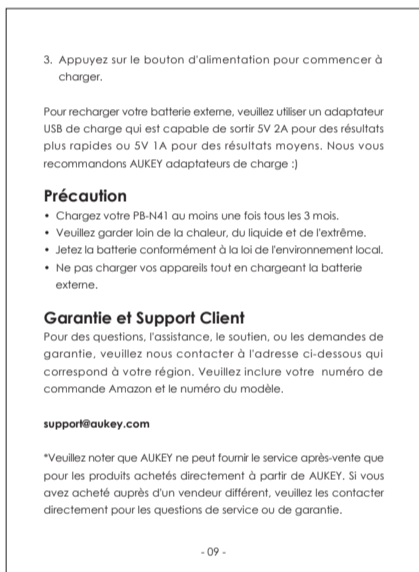 3. Appuyez sur le bouton d'alimentation pour commencer à
charger.
Pour recharger votre batterie externe, veuillez utiliser un adaptateur
USB de charge qui est capable de sortir 5V 2A pour des résultats
plus rapides ou 5V 1A pour des résultats moyens. Nous vous
recommandons AUKEY adaptateurs de charge :)
Précaution
• Chargez votre PB-N41 au moins une fois tous les 3 mois.
• Veuillez garder loin de la chaleur, du liquide et de l'extrême.
• Jetez la batterie conformément à la loi de l'environnement local.
• Ne pas charger vos appareils tout en chargeant la batterie
externe.
Garantie et Support Client
Pour des questions, l'assistance, le soutien, ou les demandes de
garantie, veuillez nous contacter à l'adresse ci-dessous qui
correspond à votre région. Veuillez inclure votre numéro de
commande Amazon et le numéro du modèle.
support@aukey.com
*Veuillez noter que AUKEY ne peut fournir le service après-vente que
pour les produits achetés directement à partir de AUKEY. Si vous
avez acheté auprès d'un vendeur différent, veuillez les contacter
directement pour les questions de service ou de garantie.
- 09 -